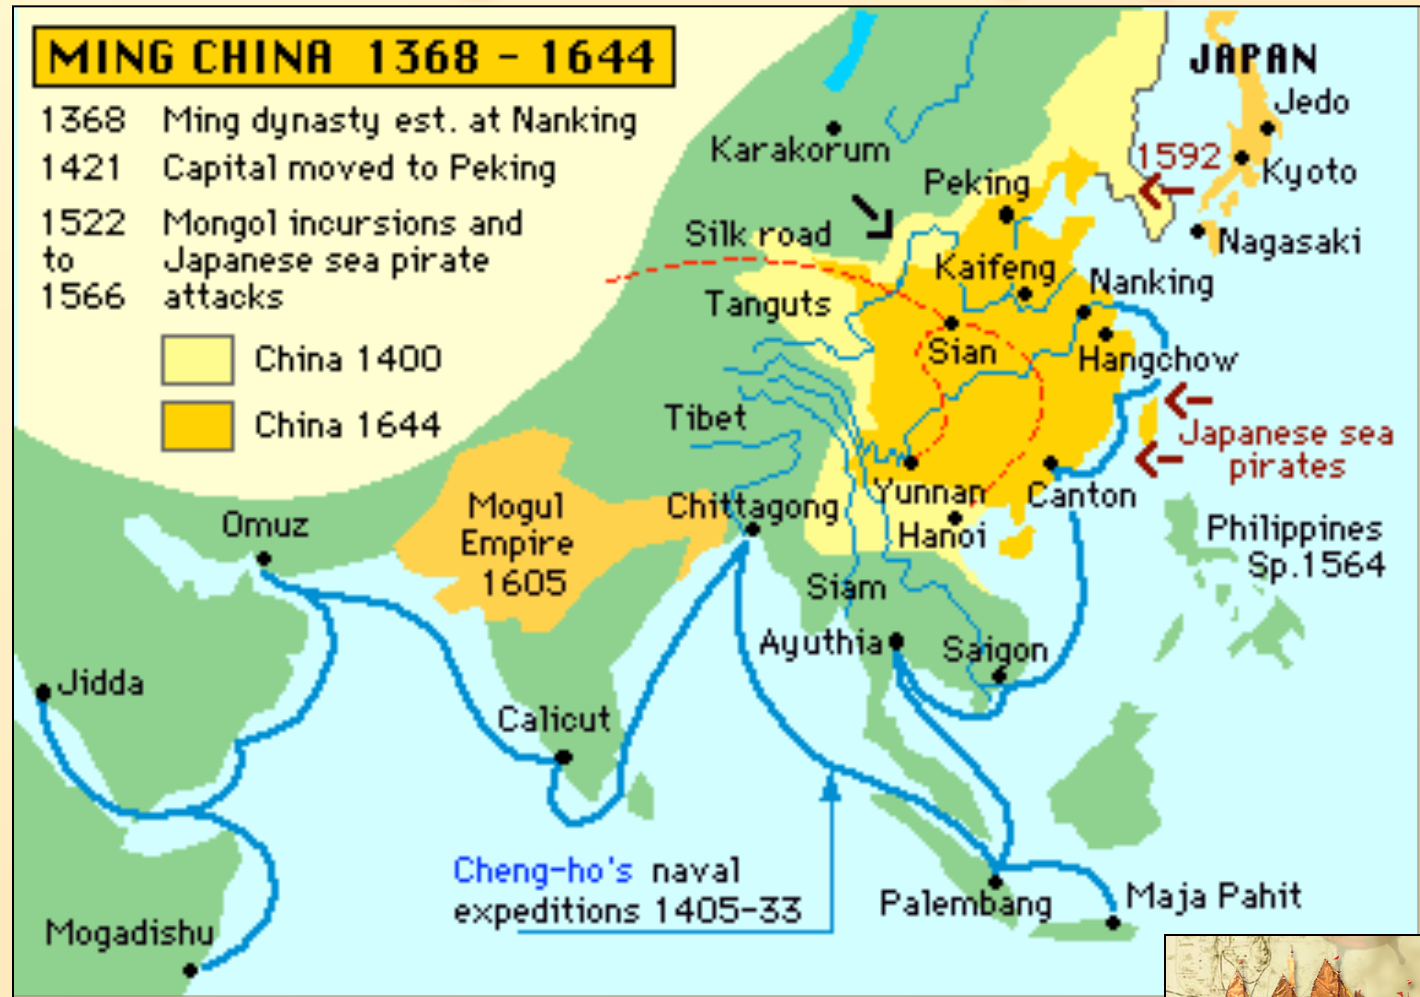 MING CHINA 1368 - 1644
1368 Ming dynasty est. at Nanking
1421 Capital moved to Peking
1522 Mongol incursions and
to Japanese sea pirate
1566 attacks
China 1400
China 1644
JAPAN
Jedo
Karakorum
1592
Kyoto
Peking
Silk road
Nagasaki
Kaifeng
Nanking
Tanguts
Sian
Hangchow
Tibet
Japanese sea
pirates
Mogul
Empire
1605
Chittagong
Yunnan
Canton
Omuz
Hanoi
Philippines
Sp.1564
Siam
Ayuthia
Saigon
Jidda
Calicut
Cheng-ho's naval
expeditions 1405-33
Palembang
Maja Pahit
Mogadishu